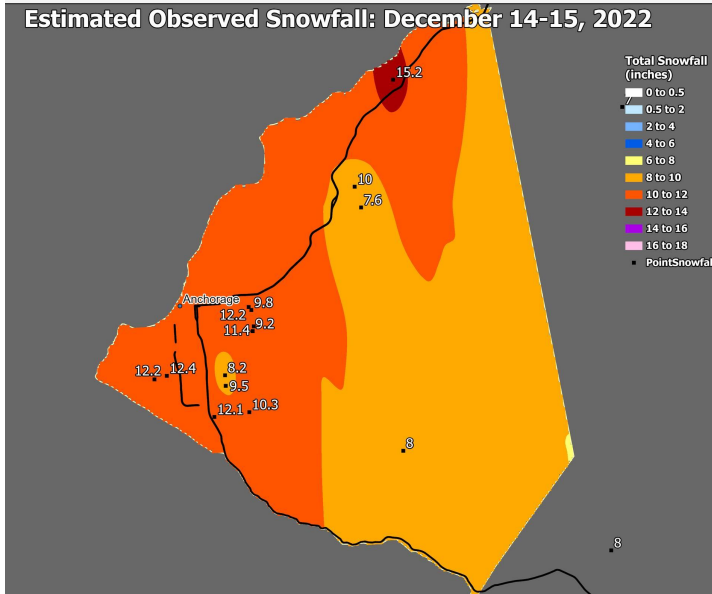 Estimated Observed Snowfall: December 14-15, 2022
Total Snowfall
(inches)
0 to 0.5
7
0.5 to 2
2 to 4
4 to 6
6 to 8
8 to 10
10 to 12
12 to 14
14 to 16
16 to 18
PointSnowfal
15.2
10
7.6
Anchorage
9.8
12.2
9.2
11.4
8.2
12.2
12.4
9.5
10.3
12.1
8
8